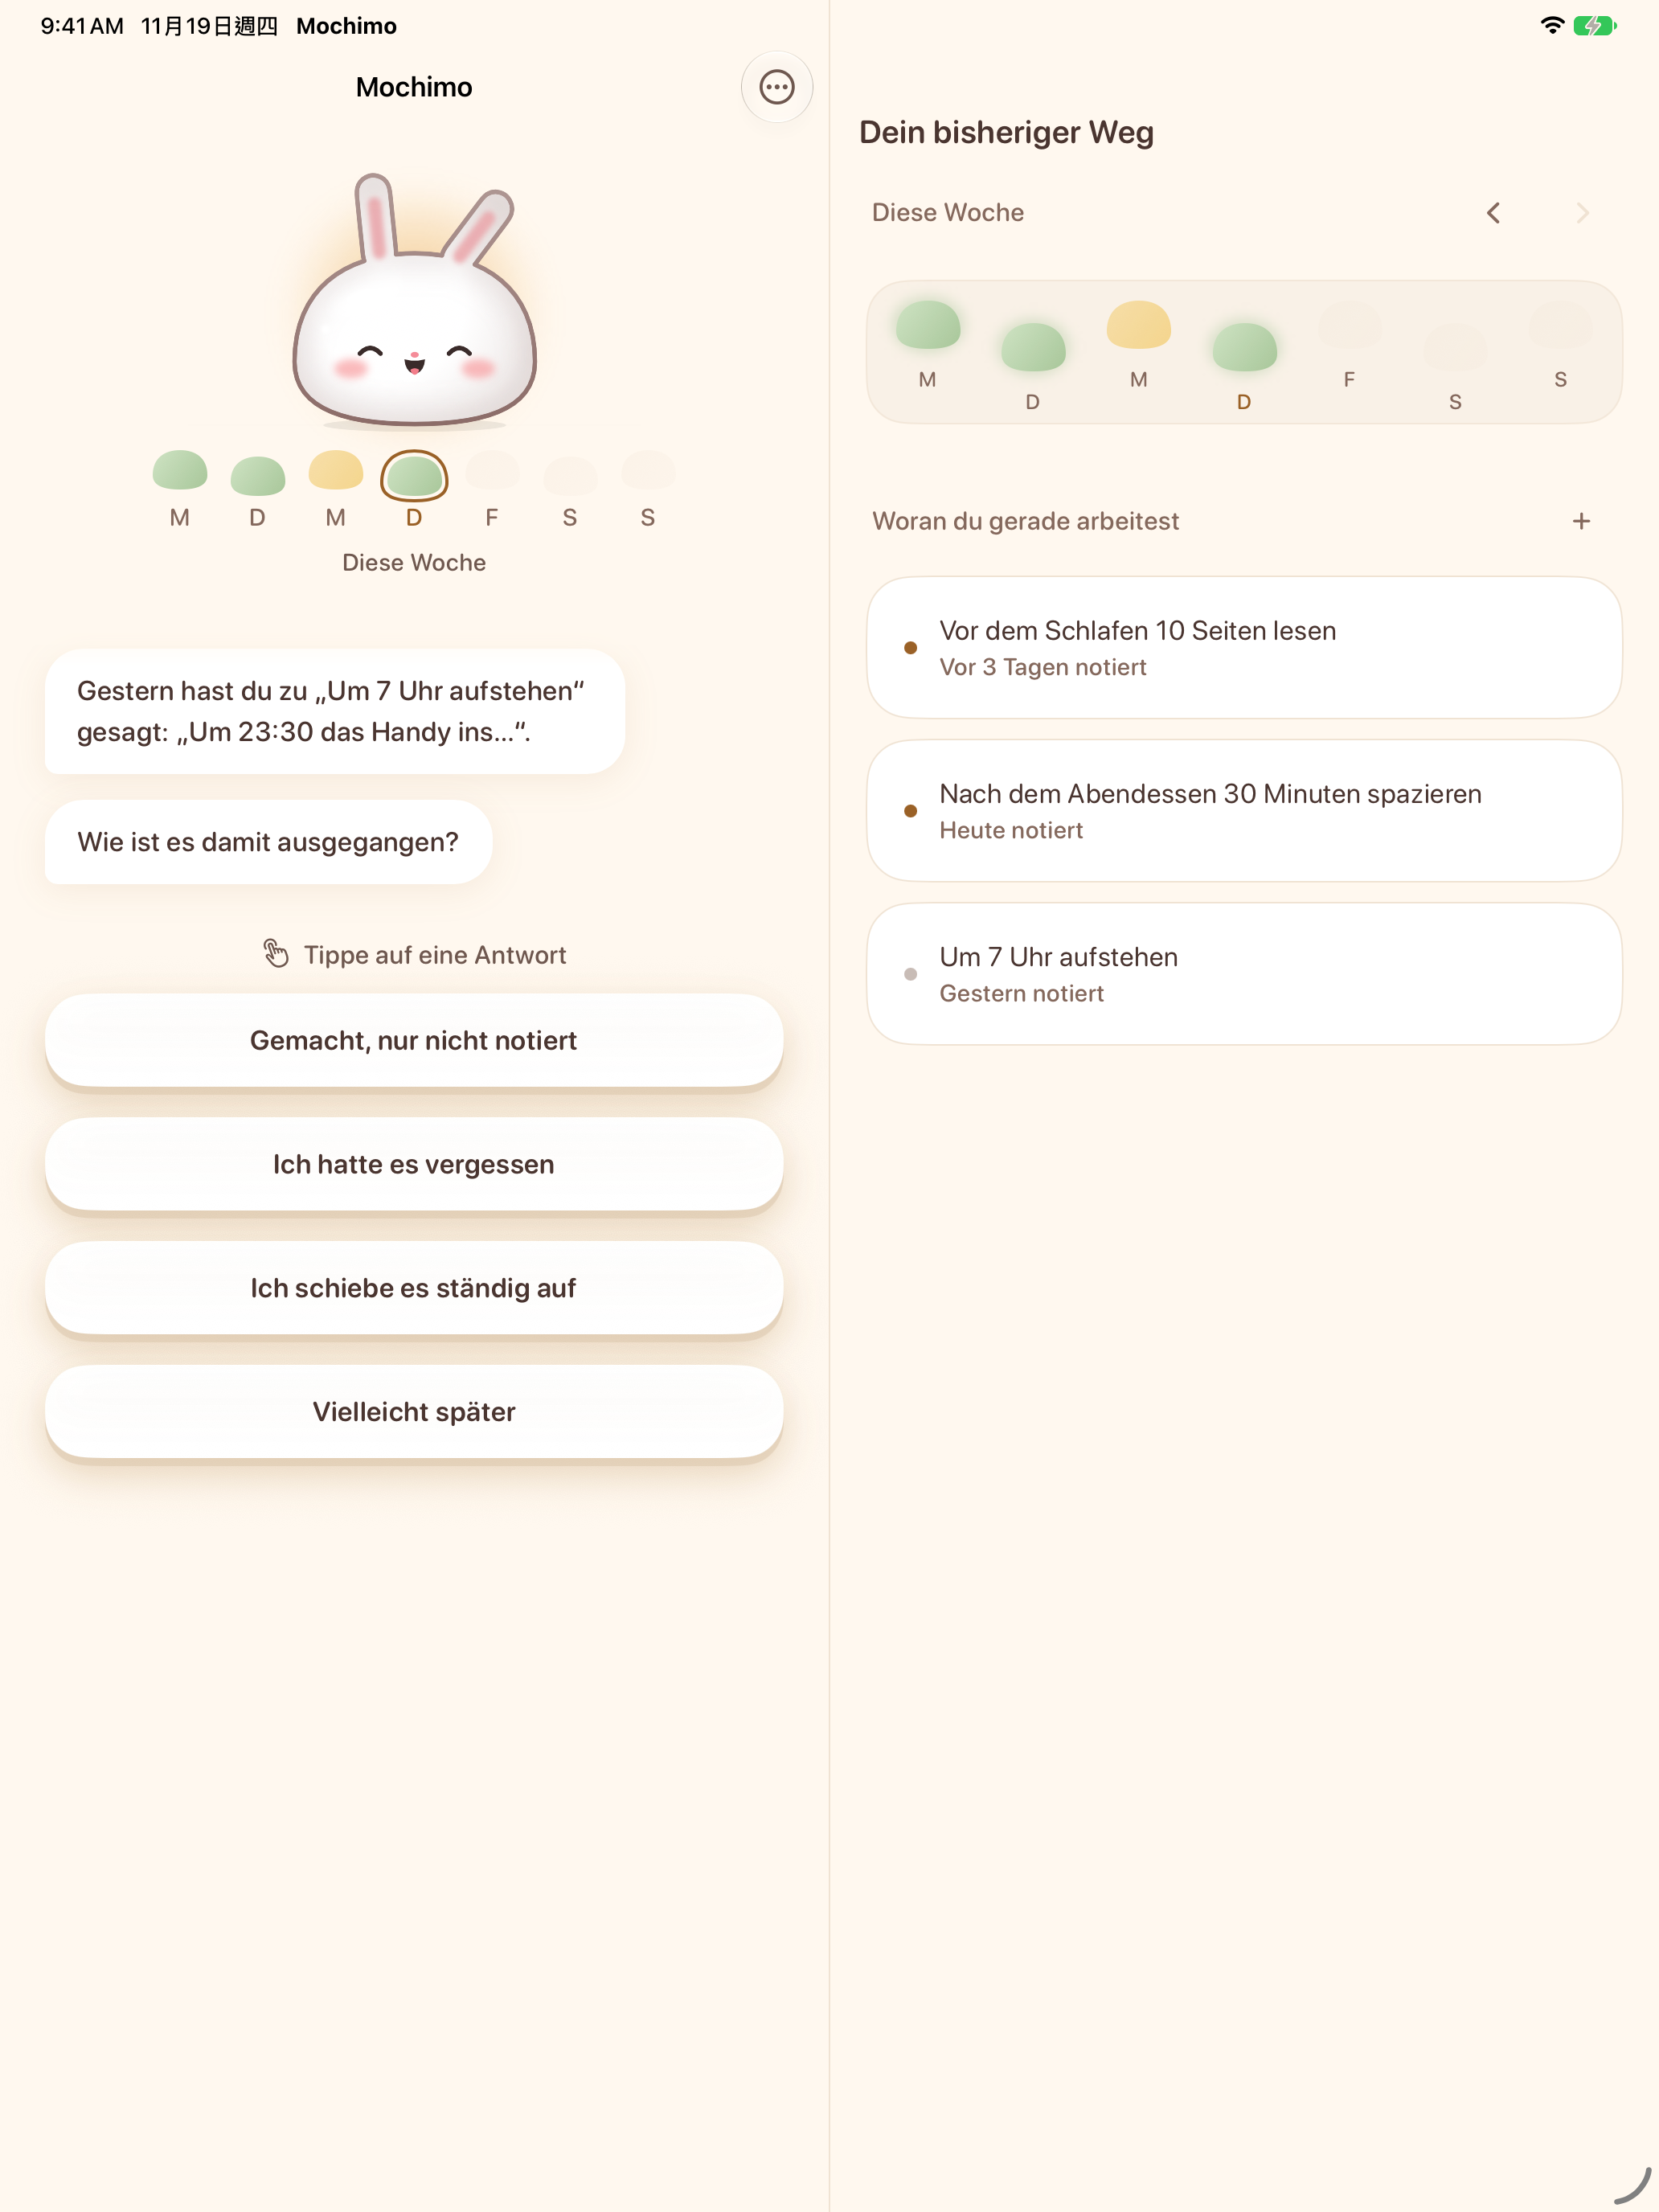 9:41 AM 11月19日週四 Mochimo
Mochimo
M D M D F S S
Diese Woche
Gestern hast du zu „Um 7 Uhr aufstehen“
gesagt: „Um 23:30 das Handy ins…“.
Wie ist es damit ausgegangen?
Tippe auf eine Antwort
Gemacht, nur nicht notiert
Ich hatte es vergessen
Ich schiebe es ständig auf
Vielleicht später
Dein bisheriger Weg
Diese Woche
M D M D F S S
Woran du gerade arbeitest
Vor dem Schlafen 10 Seiten lesen
Vor 3 Tagen notiert
Nach dem Abendessen 30 Minuten spazieren
Heute notiert
Um 7 Uhr aufstehen
Gestern notiert